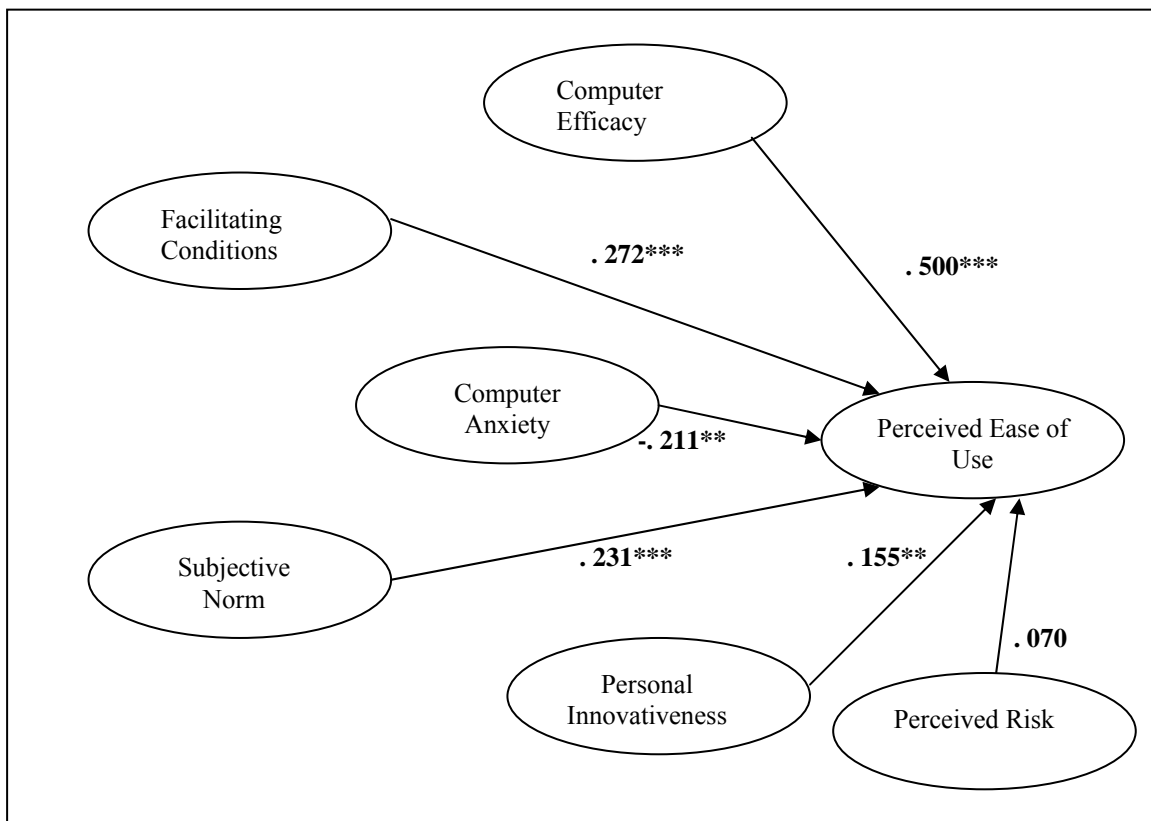 Computer
Efficacy
Facilitating
Conditions
. 272***
. 500***
Computer
Anxiety
-. 211**
Perceived Ease of
Use
Subjective
Norm
. 231***
. 155**
. 070
Personal
Innovativeness
Perceived Risk